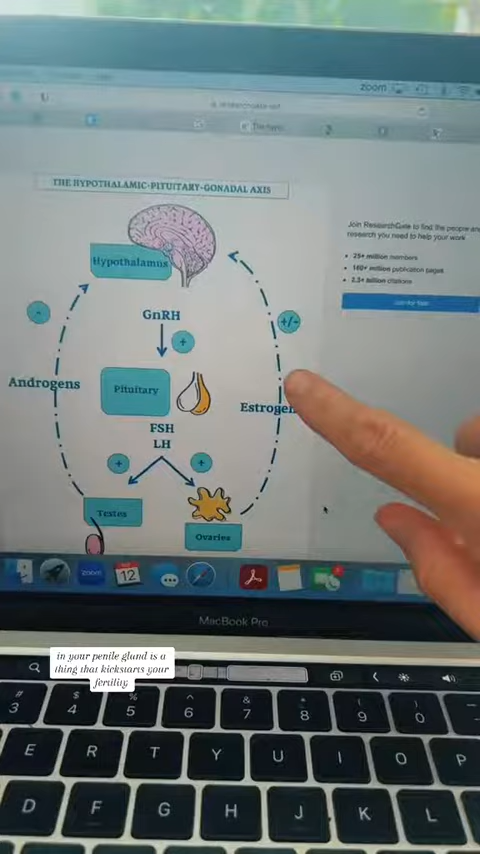 zoom
THE HYPOTHALAMIC-PITUITARY-GONADAL AXIS
Join ResearchGate to find the people and
research you need to help your work
25+ million members
160+ million publication pages
2.3+ billion citations
Join for free
Hypothalamus
-
+/-
GnRH
+
Androgens
Pituitary
Estrogen
FSH
LH
+
+
Testes
Ovaries
zoom
12
MacBook Pro
in your penile gland is a
thing that kickstarts your
fertility
# $ % ^ & * ( ) _
3 4 5 6 7 8 9 0 -
E R T Y U I O P
D F G H J K L